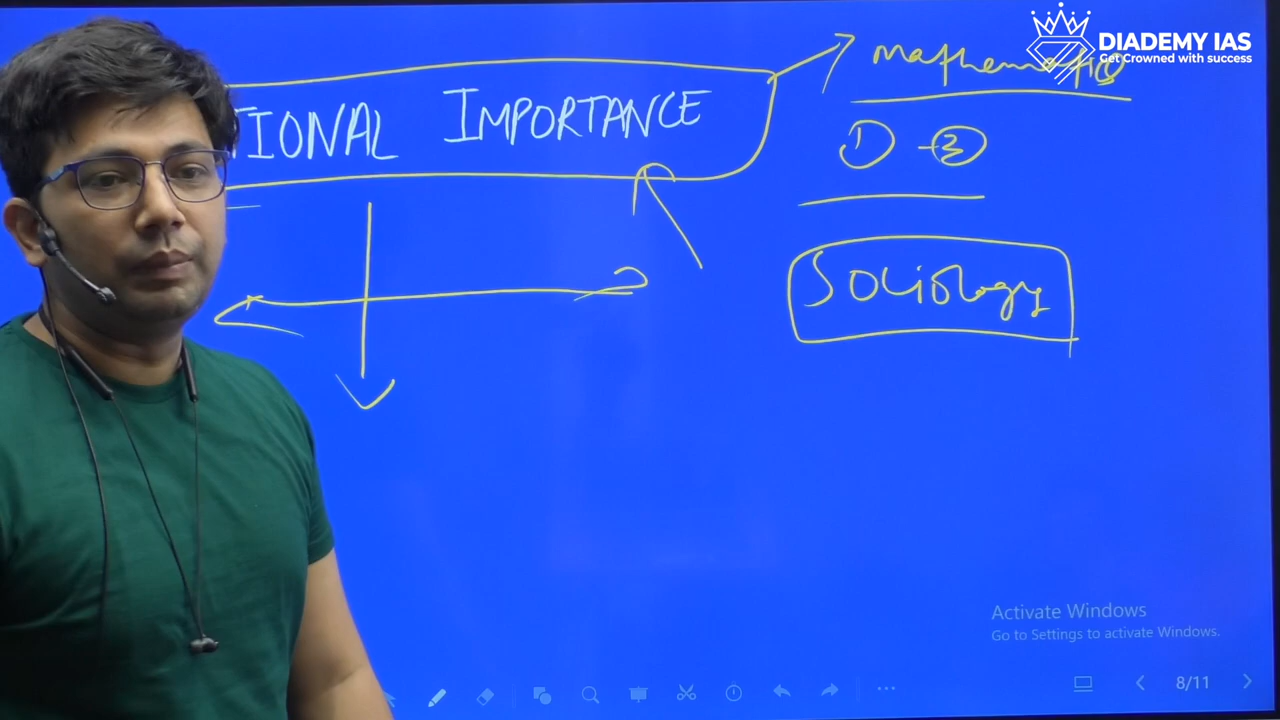 DIADEMY IAS
Get Crowned with success
mathematics
IONAL IMPORTANCE
1 - 3
Sociology
Activate Windows
Go to Settings to activate Windows.
8/11